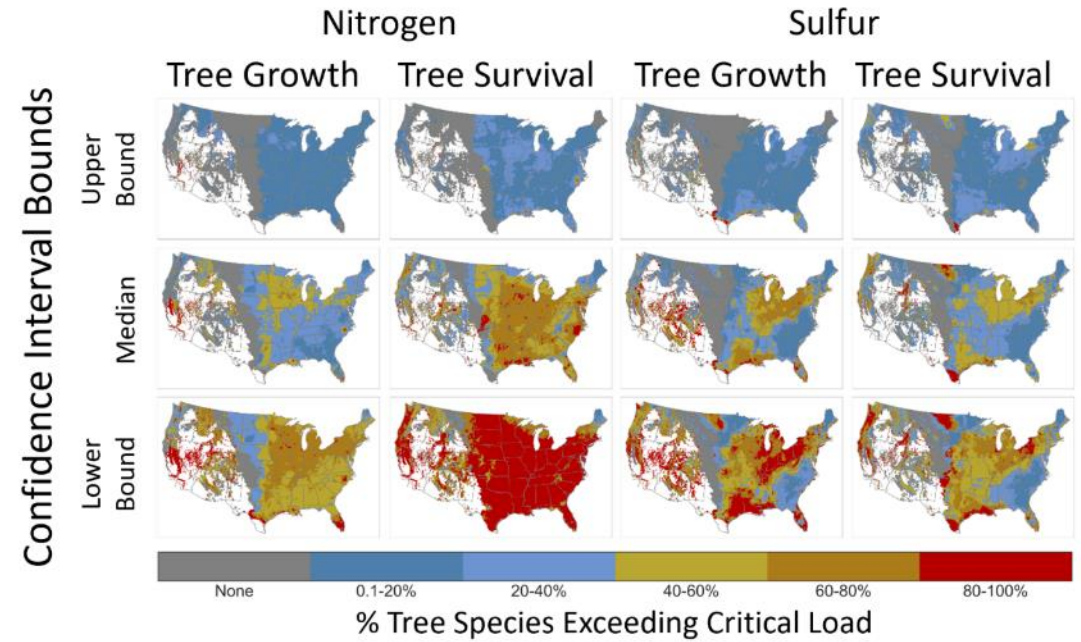 Nitrogen
Sulfur
Tree Growth
Tree Survival
Tree Growth
Tree Survival
Confidence Interval Bounds
Upper
Bound
Median
Lower
Bound
None
0.1-20%
20-40%
40-60%
60-80%
80-100%
% Tree Species Exceeding Critical Load